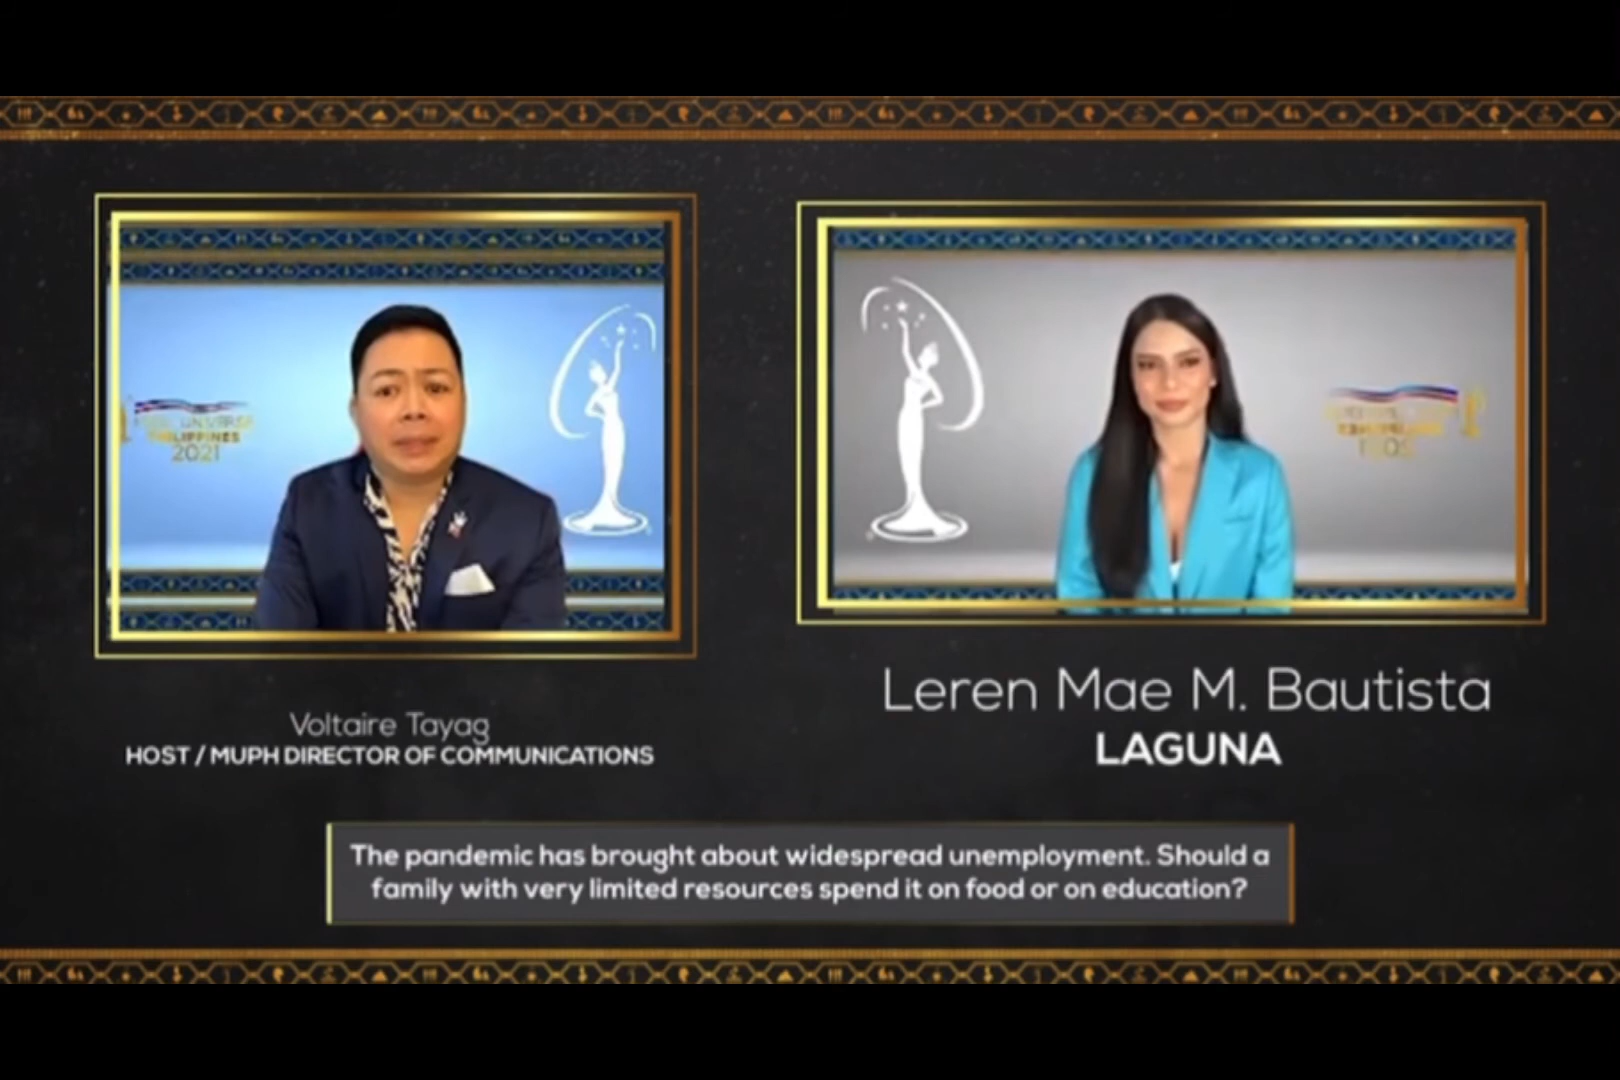 UNIVERSE
PHILIPPINES
2021
Voltaire Tayag
HOST / MUPH DIRECTOR OF COMMUNICATIONS
Leren Mae M. Bautista
LAGUNA
The pandemic has brought about widespread unemployment. Should a
family with very limited resources spend it on food or on education?